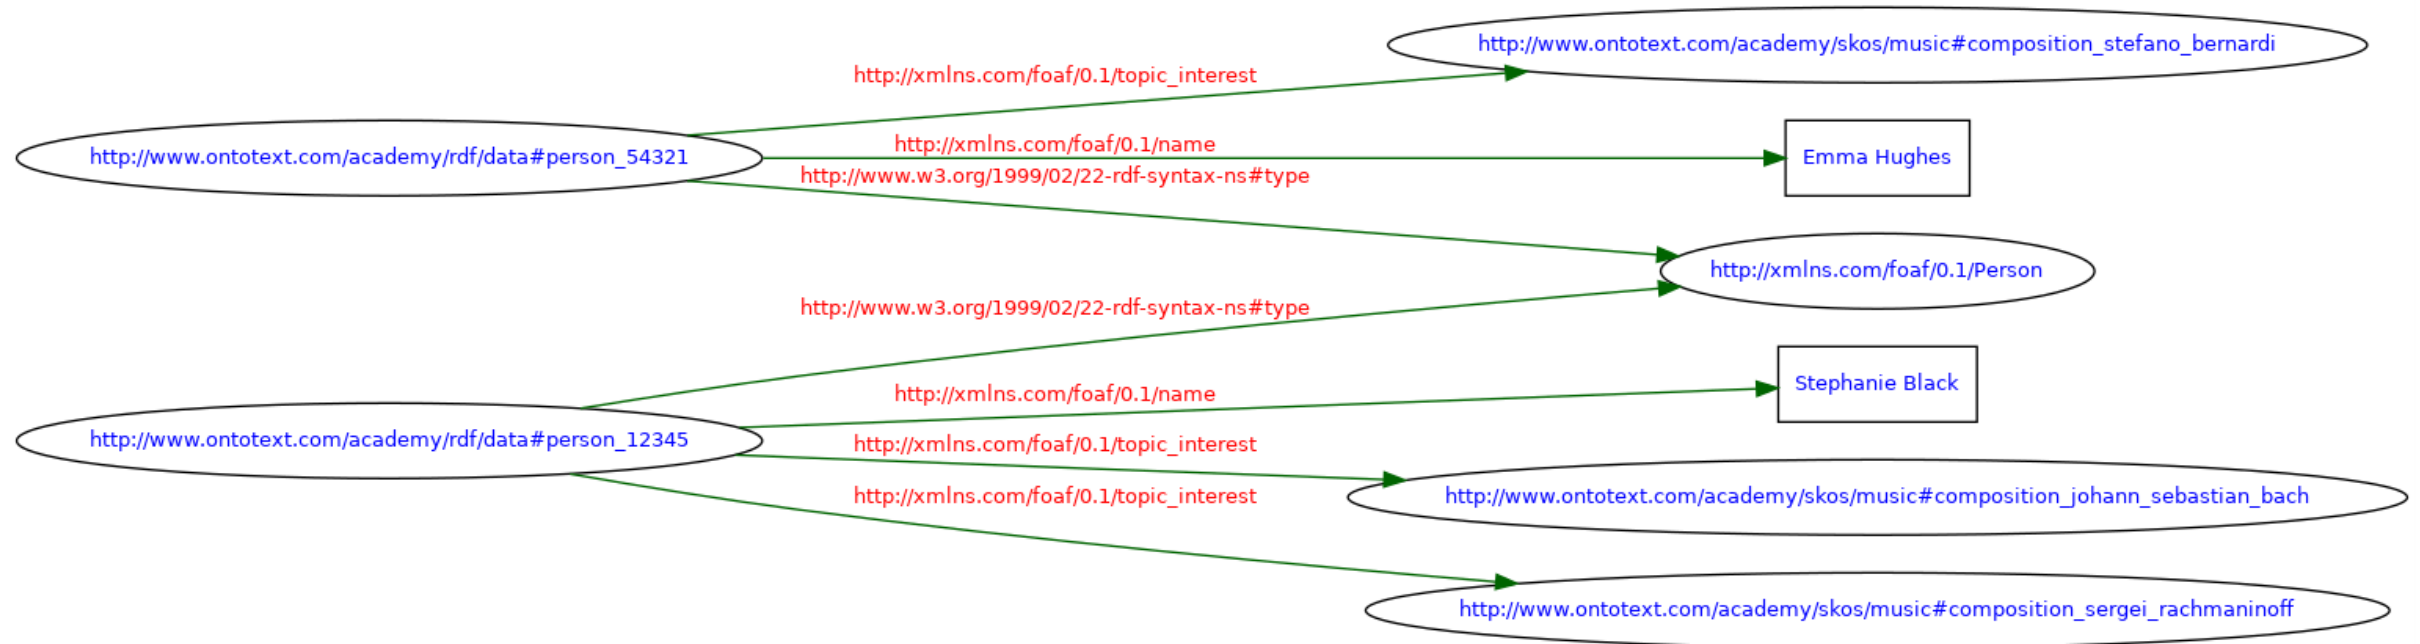 http://www.ontotext.com/academy/skos/music#composition_stefano_bernardi
http://xmlns.com/foaf/0.1/topic_interest
http://xmlns.com/foaf/0.1/name
http://www.ontotext.com/academy/rdf/data#person_54321
Emma Hughes
http://www.w3.org/1999/02/22-rdf-syntax-ns#type
http://xmlns.com/foaf/0.1/Person
http://www.w3.org/1999/02/22-rdf-syntax-ns#type
Stephanie Black
http://xmlns.com/foaf/0.1/name
http://www.ontotext.com/academy/rdf/data#person_12345
http://xmlns.com/foaf/0.1/topic_interest
http://xmlns.com/foaf/0.1/topic_interest
http://www.ontotext.com/academy/skos/music#composition_johann_sebastian_bach
http://www.ontotext.com/academy/skos/music#composition_sergei_rachmaninoff